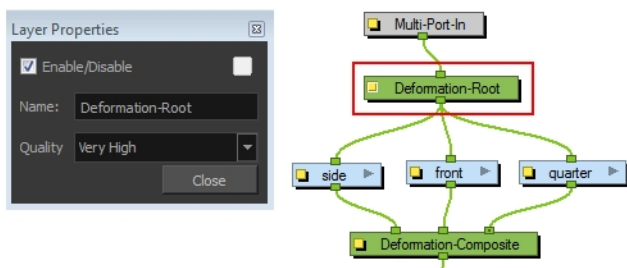 Layer Properties
Enable/Disable
Name: Deformation-Root
Quality Very High
Close
Multi-Port-In
Deformation-Root
side front quarter
Deformation-Composite